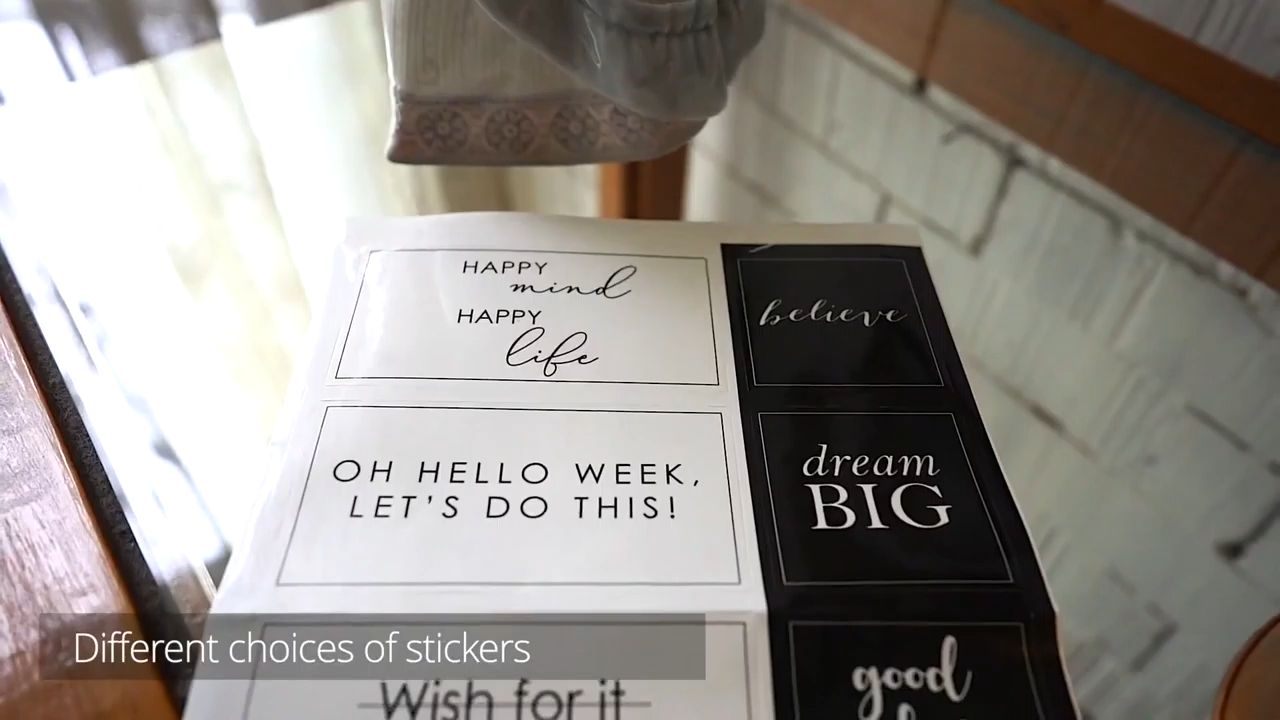 HAPPY
mind
HAPPY
life
believe
OH HELLO WEEK,
LET'S DO THIS!
dream
BIG
Different choices of stickers
Wish for it
good